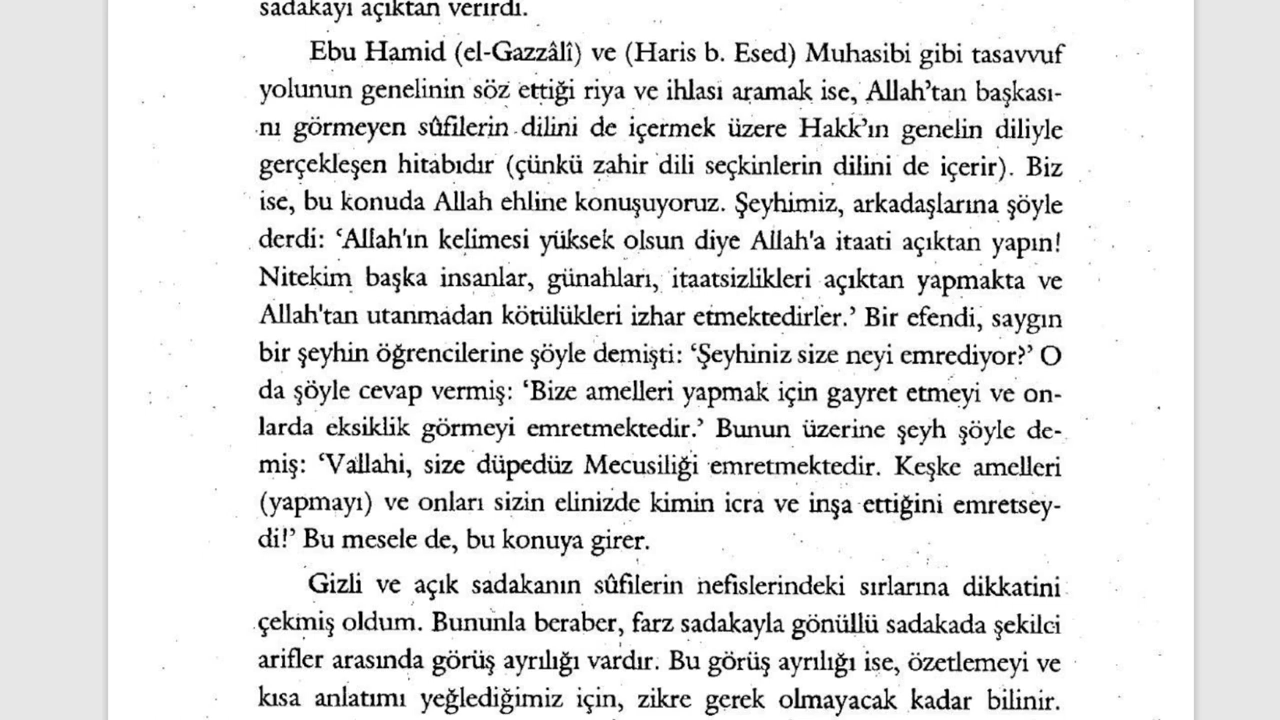 sadakayı açıktan verirdi.
Ebu Hamid (el-Gazzâlî) ve (Haris b. Esed) Muhasibi gibi tasavvuf
yolunun genelinin söz ettiği riya ve ihlası aramak ise, Allah’tan başkası-
nı görmeyen sûfilerin dilini de içermek üzere Hakk’ın genelin diliyle
gerçekleşen hitabıdır (çünkü zahir dili seçkinlerin dilini de içerir). Biz
ise, bu konuda Allah ehline konuşuyoruz. Şeyhimiz, arkadaşlarına şöyle
derdi: ‘Allah'ın kelimesi yüksek olsun diye Allah'a itaati açıktan yapın!
Nitekim başka insanlar, günahları, itaatsizlikleri açıktan yapmakta ve
Allah'tan utanmadan kötülükleri izhar etmektedirler.’ Bir efendi, saygın
bir şeyhin öğrencilerine şöyle demişti: ‘Şeyhiniz size neyi emrediyor?’ O
da şöyle cevap vermiş: ‘Bize amelleri yapmak için gayret etmeyi ve on-
larda eksiklik görmeyi emretmektedir.’ Bunun üzerine şeyh şöyle de-
miş: ‘Vallahi, size düpedüz Mecusiliği emretmektedir. Keşke amelleri
(yapmayı) ve onları sizin elinizde kimin icra ve inşa ettiğini emretsey-
di!’ Bu mesele de, bu konuya girer.
Gizli ve açık sadakanın sûfilerin nefislerindeki sırlarına dikkatini
çekmiş oldum. Bununla beraber, farz sadakayla gönüllü sadakada şekilci
arifler arasında görüş ayrılığı vardır. Bu görüş ayrılığı ise, özetlemeyi ve
kısa anlatımı yeğlediğimiz için, zikre gerek olmayacak kadar bilinir.